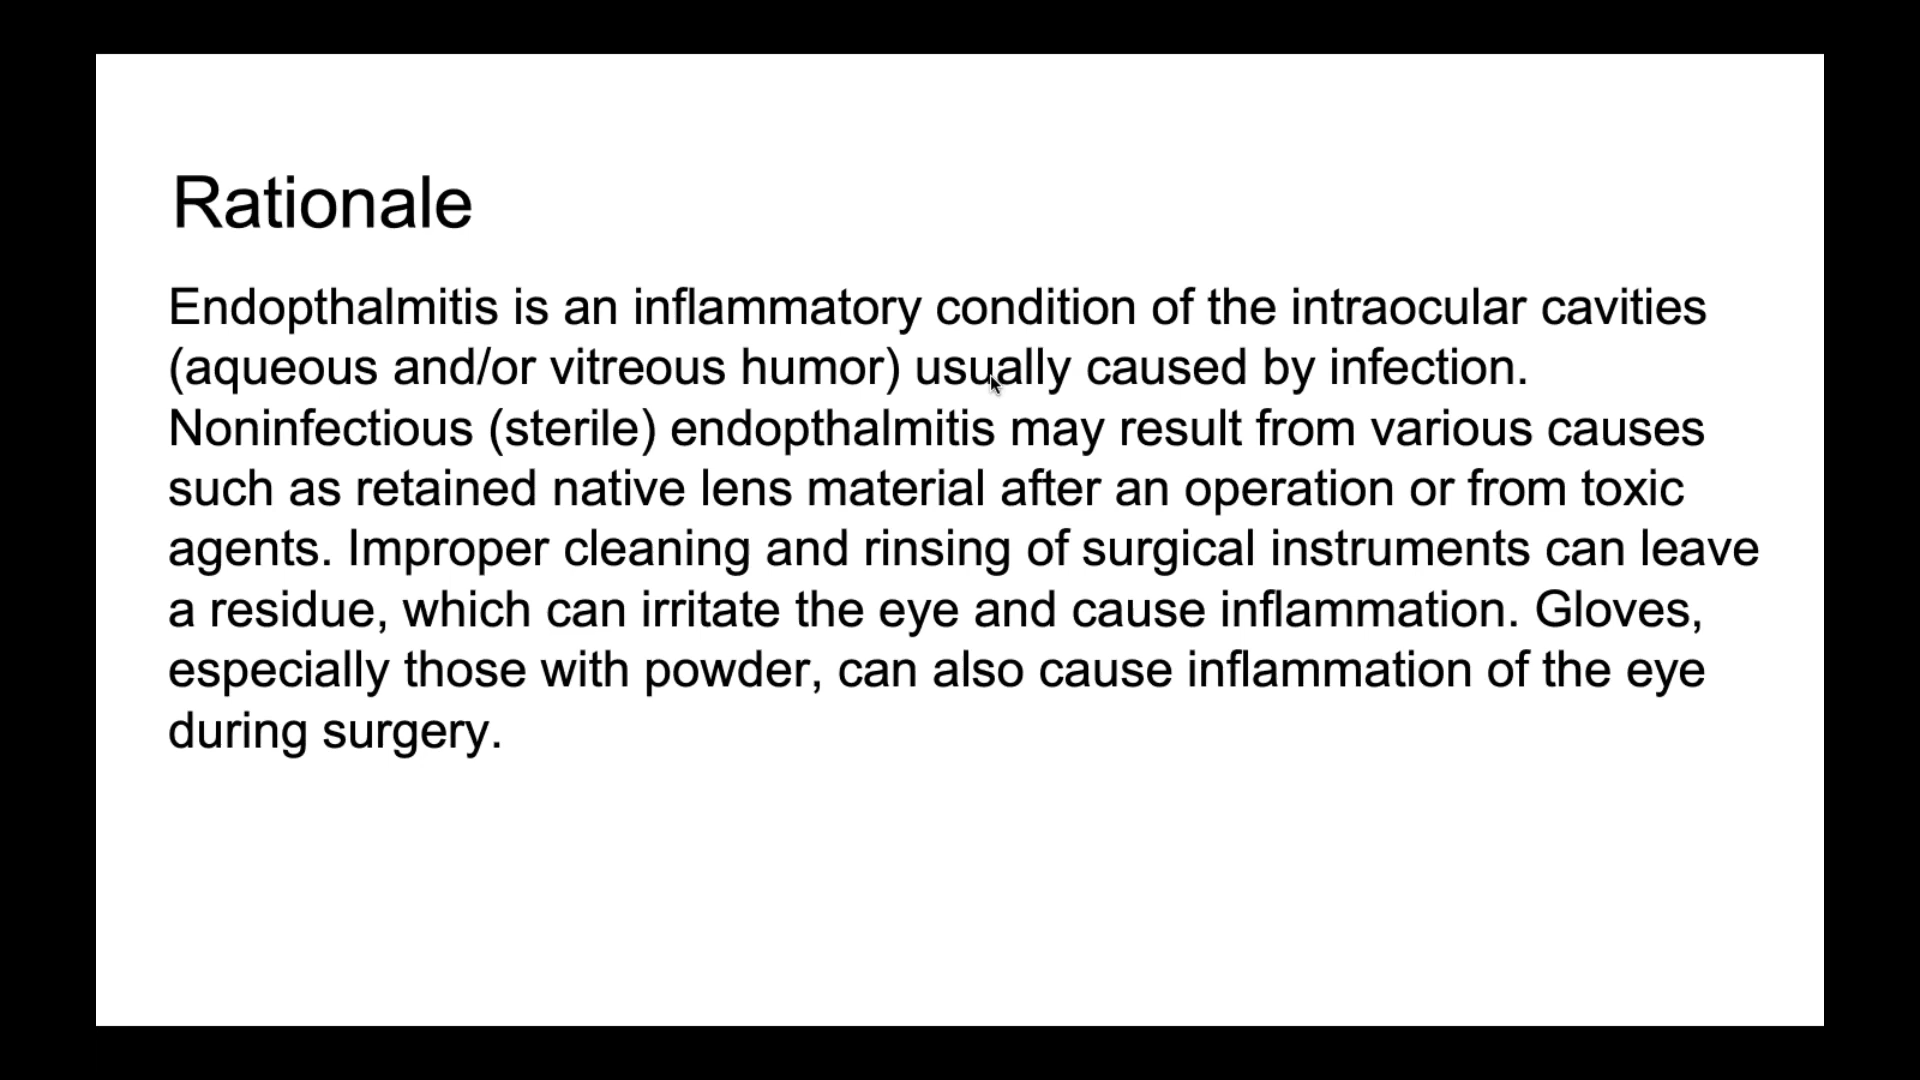 Rationale
Endopthalmitis is an inflammatory condition of the intraocular cavities
(aqueous and/or vitreous humor) usually caused by infection.
Noninfectious (sterile) endopthalmitis may result from various causes
such as retained native lens material after an operation or from toxic
agents. Improper cleaning and rinsing of surgical instruments can leave
a residue, which can irritate the eye and cause inflammation. Gloves,
especially those with powder, can also cause inflammation of the eye
during surgery.